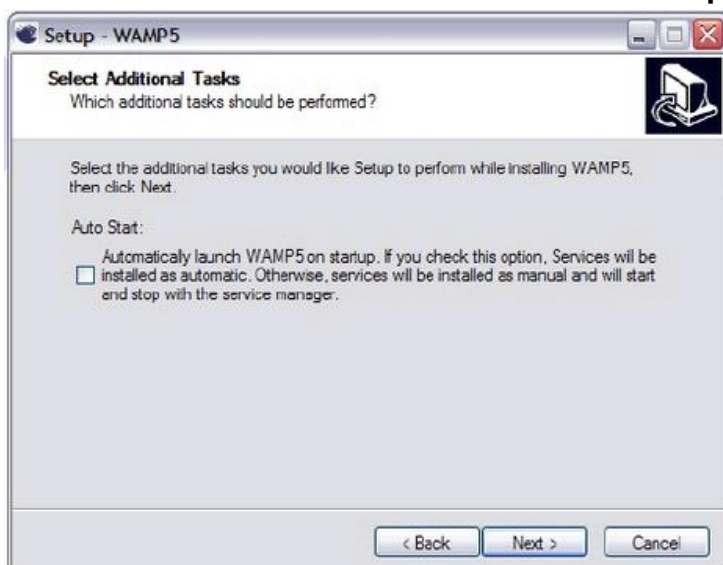 Setup - WAMP5
Select Additional Tasks
Which additional tasks should be performed?
Select the additional tasks you would like Setup to perform while installing WAMP5,
then click Next.
Auto Start:
Automatically launch WAMP5 on startup. If you check this option, Services will be
installed as automatic. Otherwise, services will be installed as manual and will start
and stop with the service manager.
< Back Next > Cancel